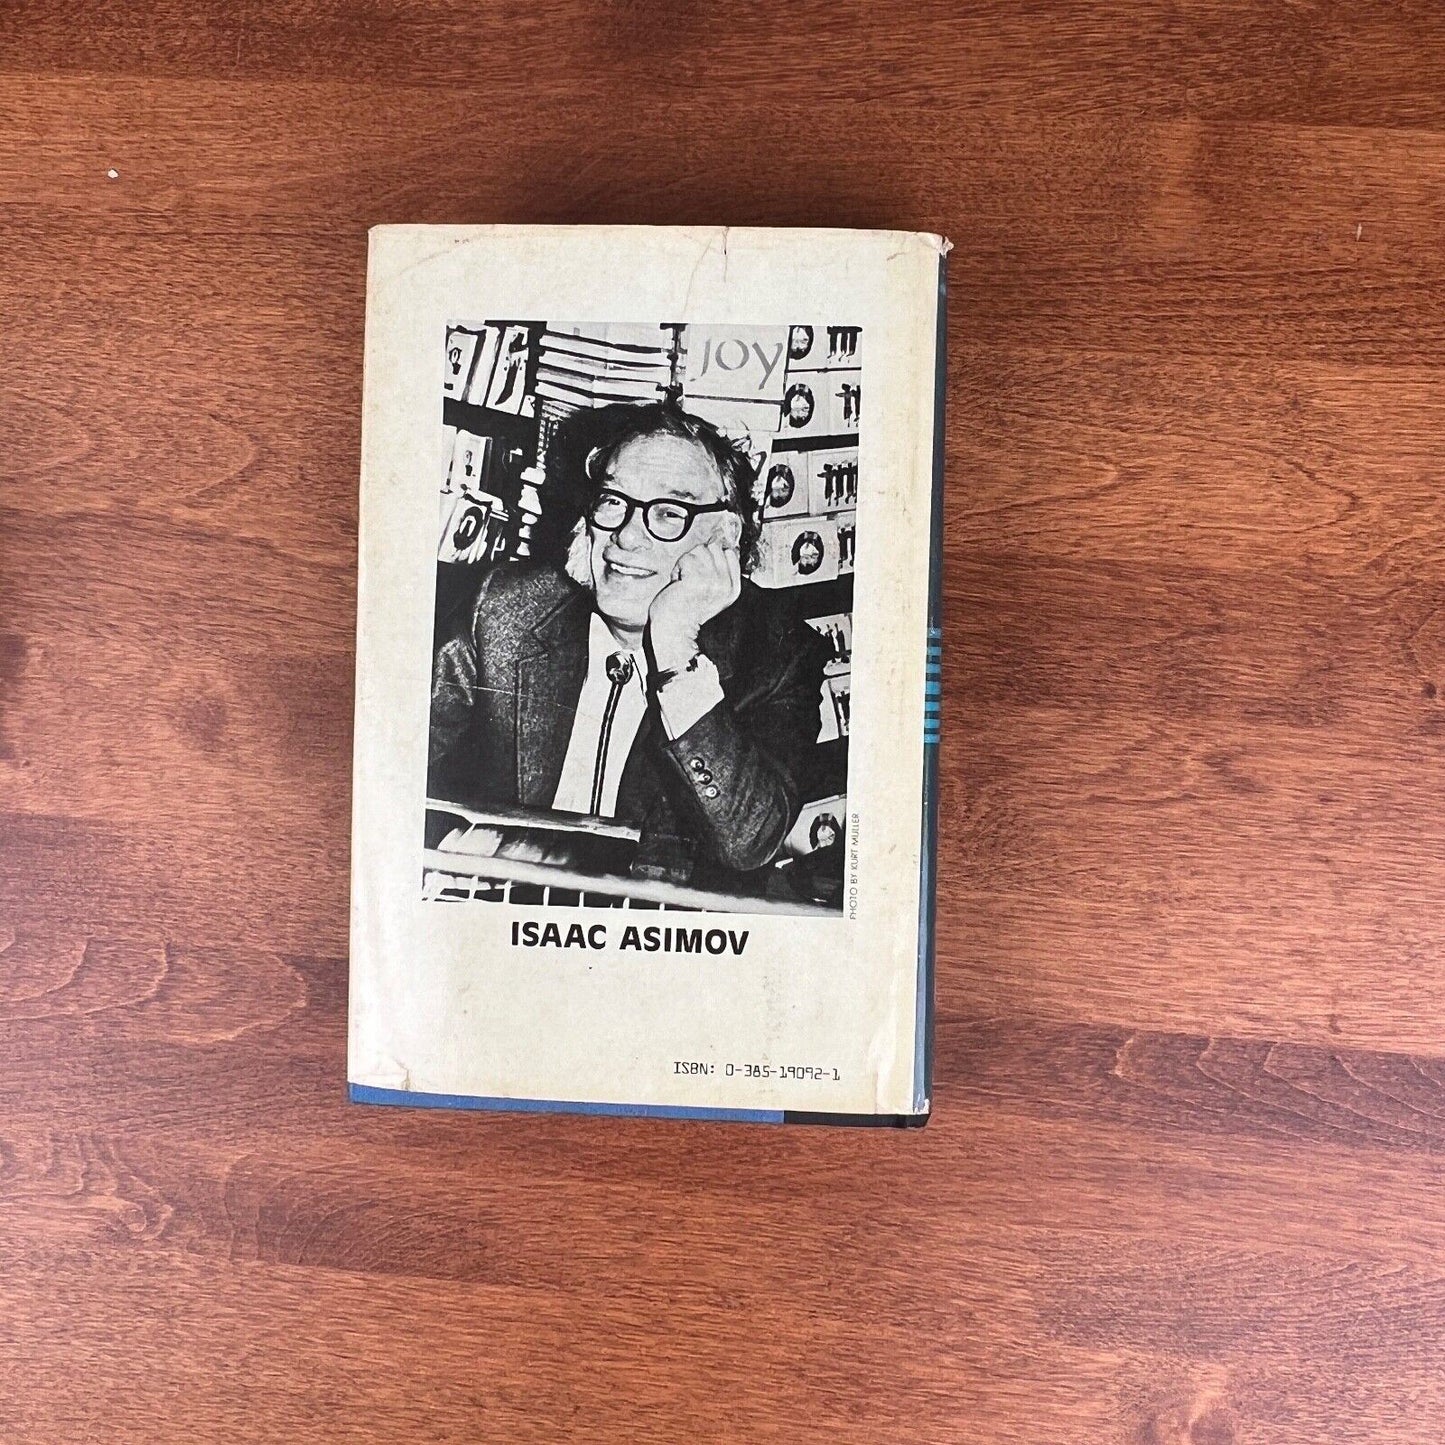 joy
PHOTO BY KURT MULLER
ISAAC ASIMOV
ISBN: 0-385-19092-1